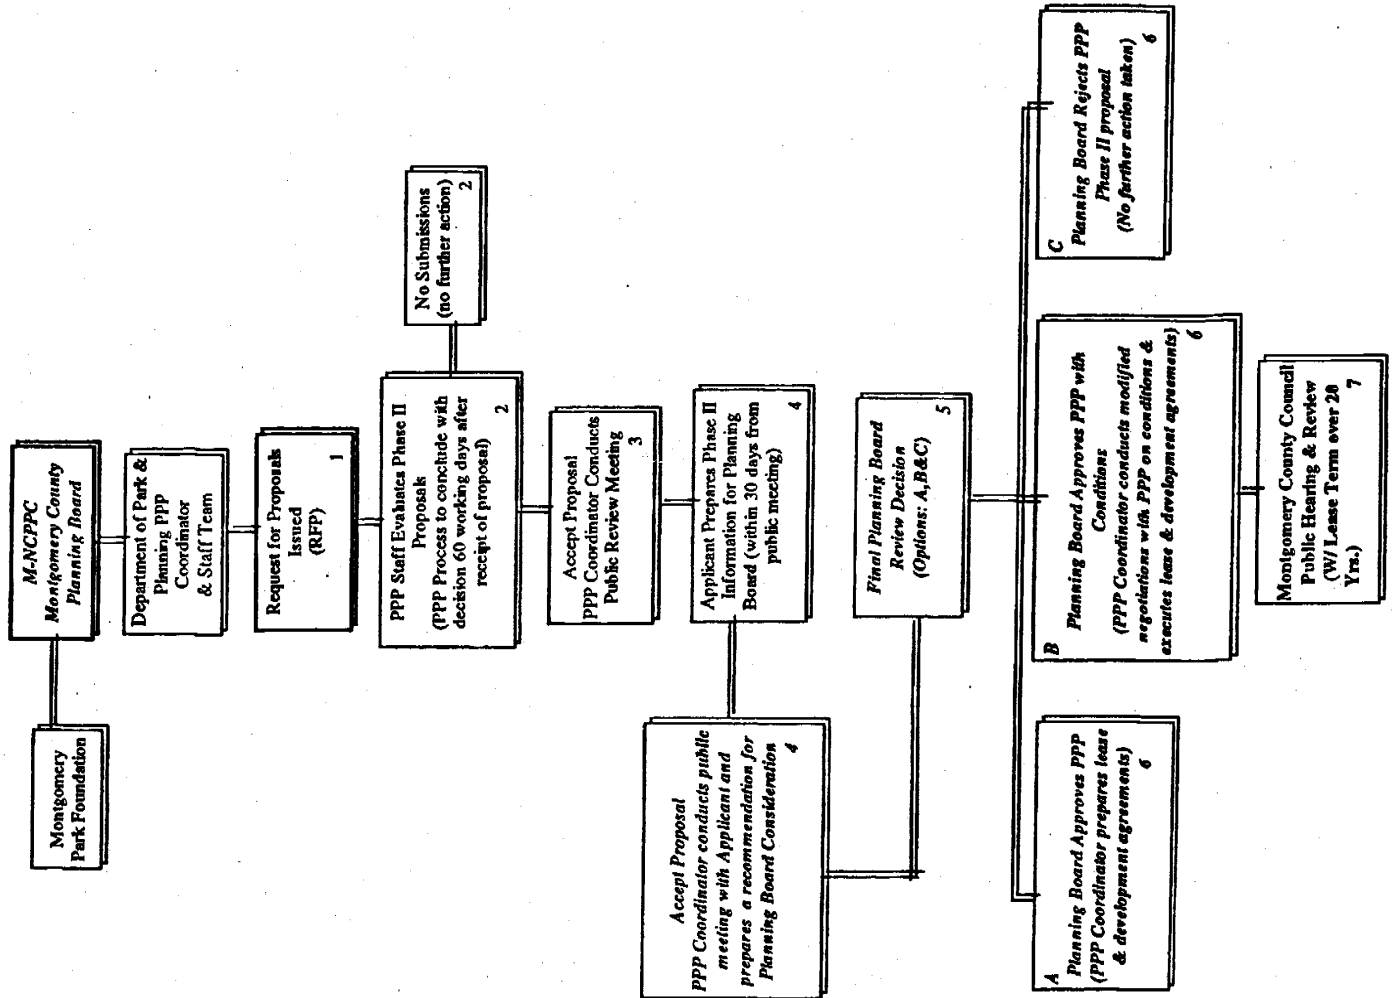 M-NCPPC
Montgomery County
Planning Board
Montgomery
Park Foundation
Department of Park &
Planning PPP
Coordinator
& Staff Team
Request for Proposals
Issued
(RFP)
1
PPP Staff Evaluates Phase II
Proposals
(PPP Process to conclude with
decision 60 working days after
receipt of proposal)
2
No Submissions
(no further action)
2
Accept Proposal
PPP Coordinator Conducts
Public Review Meeting
3
Applicant Prepares Phase II
Information for Planning
Board (within 30 days from
public meeting)
4
Accept Proposal
PPP Coordinator conducts public
meeting with Applicant and
prepares a recommendation for
Planning Board Consideration
4
Final Planning Board
Review Decision
(Options: A,B&C)
5
A
Planning Board Approves PPP
(PPP Coordinator prepares lease
& development agreements)
6
B
Planning Board Approves PPP with
Conditions
(PPP Coordinator conducts modified
negotiations with PPP on conditions &
executes lease & development agreements)
6
C
Planning Board Rejects PPP
Phase II proposal
(No further action taken)
6
Montgomery County Council
Public Hearing & Review
(W/ Lease Term over 20
Yrs.)
7